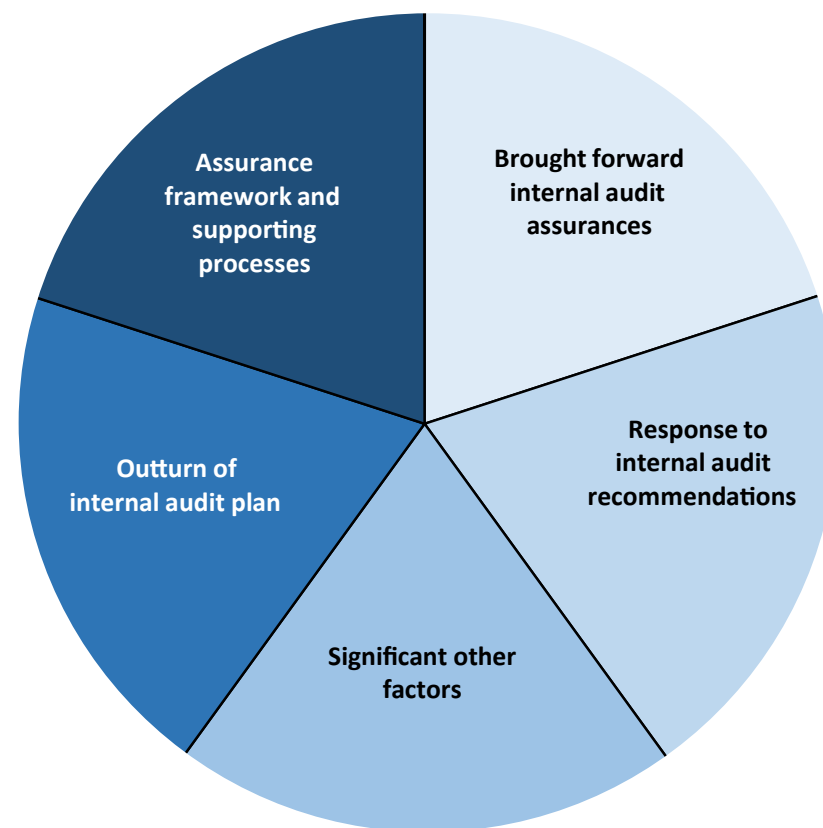 Assurance
framework and
supporting
processes
Brought forward
internal audit
assurances
Response to
internal audit
recommendations
Outturn of
internal audit plan
Significant other
factors